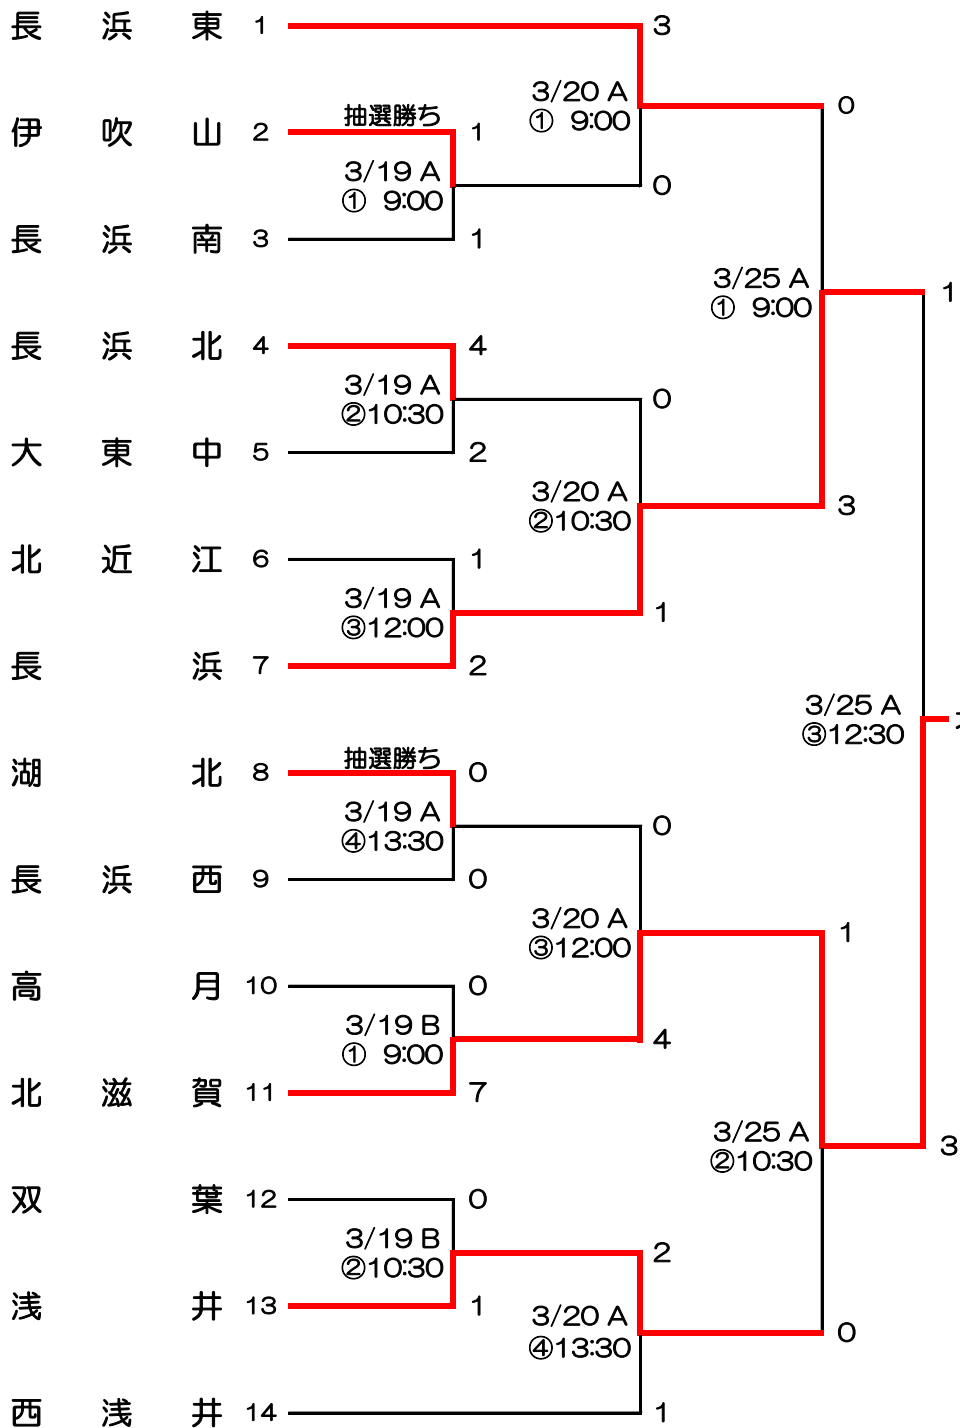 長浜東 1 3
3/20 A
① 9:00
0
伊吹山 2 抽選勝ち 1
3/19 A
① 9:00
0
長浜南 3 1
3/25 A
① 9:00
1
長浜北 4 4
3/19 A
②10:30
0
大東中 5 2
3/20 A
②10:30
3
北近江 6 1
3/19 A
③12:00
1
長浜 7 2
3/25 A
③12:30
湖北 8 抽選勝ち 0
3/19 A
④13:30
0
長浜西 9 0
3/20 A
③12:00
1
高月 10 0
3/19 B
① 9:00
4
北滋賀 11 7
3/25 A
②10:30
3
双葉 12 0
3/19 B
②10:30
2
浅井 13 1
3/20 A
④13:30
0
西浅井 14 1